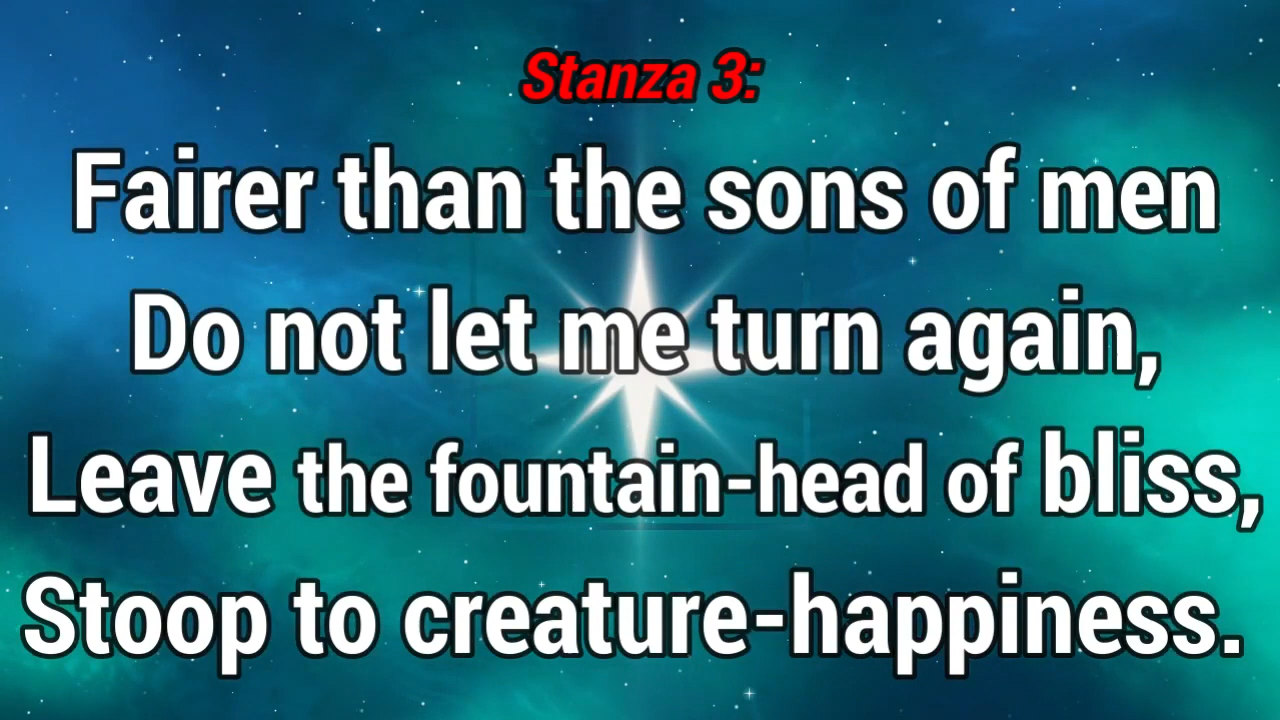 Stanza 3:
Fairer than the sons of men
Do not let me turn again,
Leave the fountain-head of bliss,
Stoop to creature-happiness.